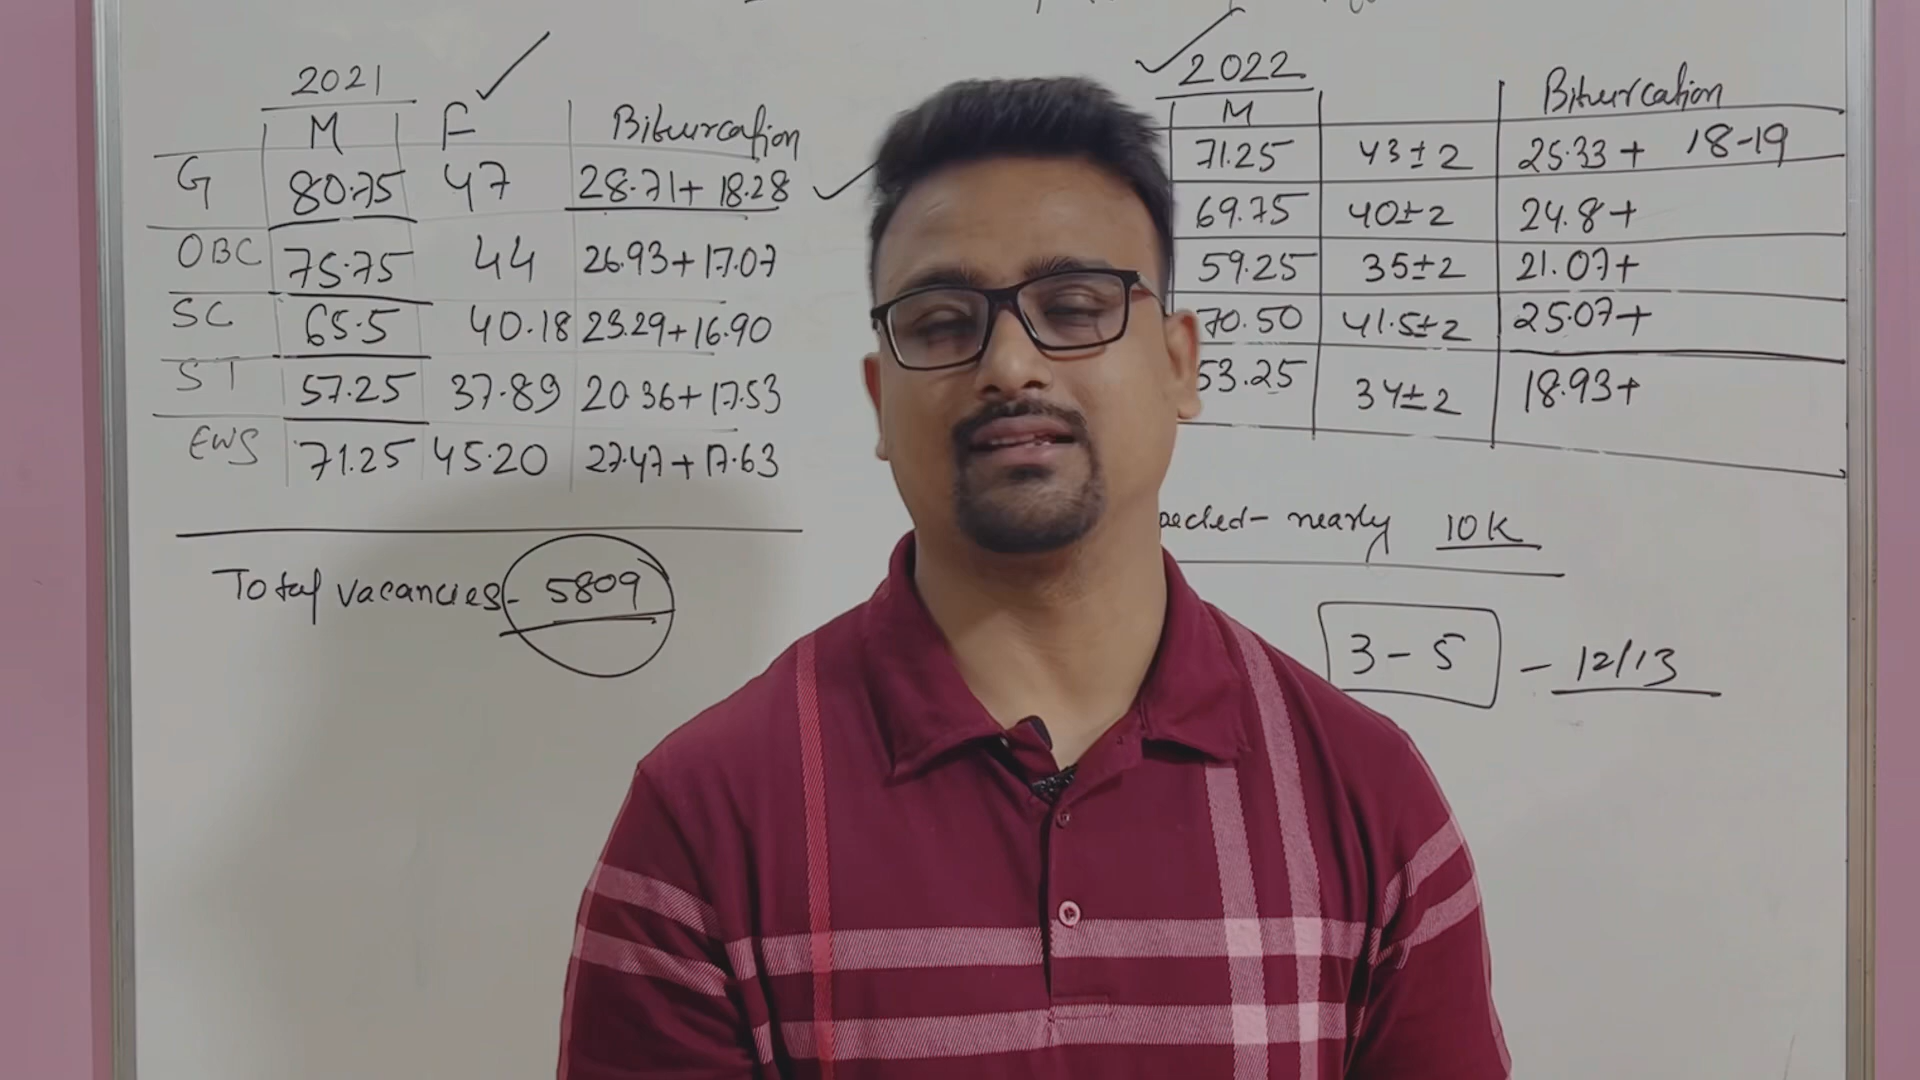 2021
M F Bifurcation
G 80.75 47 28.71+ 18.28
OBC 75.75 44 26.93+17.07
SC 65.5 40.18 23.29+16.90
ST 57.25 37.89 20.36+17.53
EWS 71.25 45.20 27.47+17.63
Total vacancies - 5809
2022
M Bifurcation
71.25 43±2 25.33+ 18-19
69.75 40±2 24.8+
59.25 35±2 21.07+
70.50 41.5±2 25.07+
53.25 34±2 18.93+
nearly 10K
3-5 - 12/13